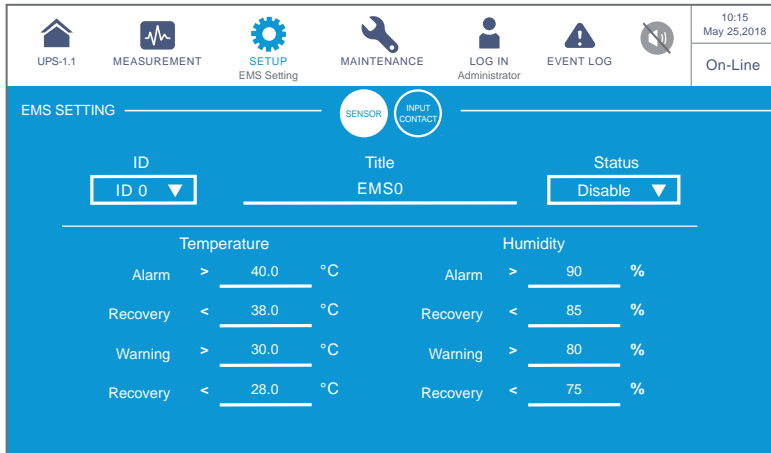 10:15
May 25,2018
UPS-1.1 MEASUREMENT SETUP MAINTENANCE LOG IN EVENT LOG
EMS Setting Administrator
On-Line
EMS SETTING SENSOR INPUT CONTACT
ID Title Status
ID 0 EMS0 Disable
Temperature Humidity
Alarm > 40.0 °C Alarm > 90 %
Recovery < 38.0 °C Recovery < 85 %
Warning > 30.0 °C Warning > 80 %
Recovery < 28.0 °C Recovery < 75 %